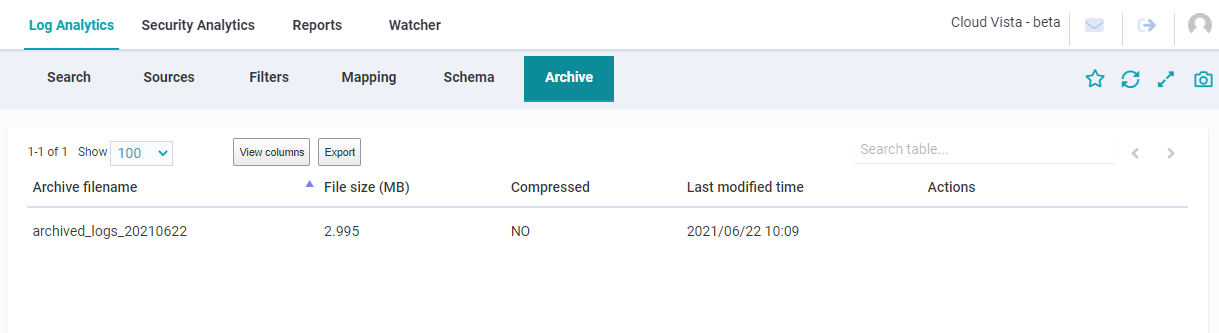 Log Analytics Security Analytics Reports Watcher Cloud Vista - beta
Search Sources Filters Mapping Schema Archive
1-1 of 1 Show 100 View columns Export Search table...
Archive filename File size (MB) Compressed Last modified time Actions
archived_logs_20210622 2.995 NO 2021/06/22 10:09